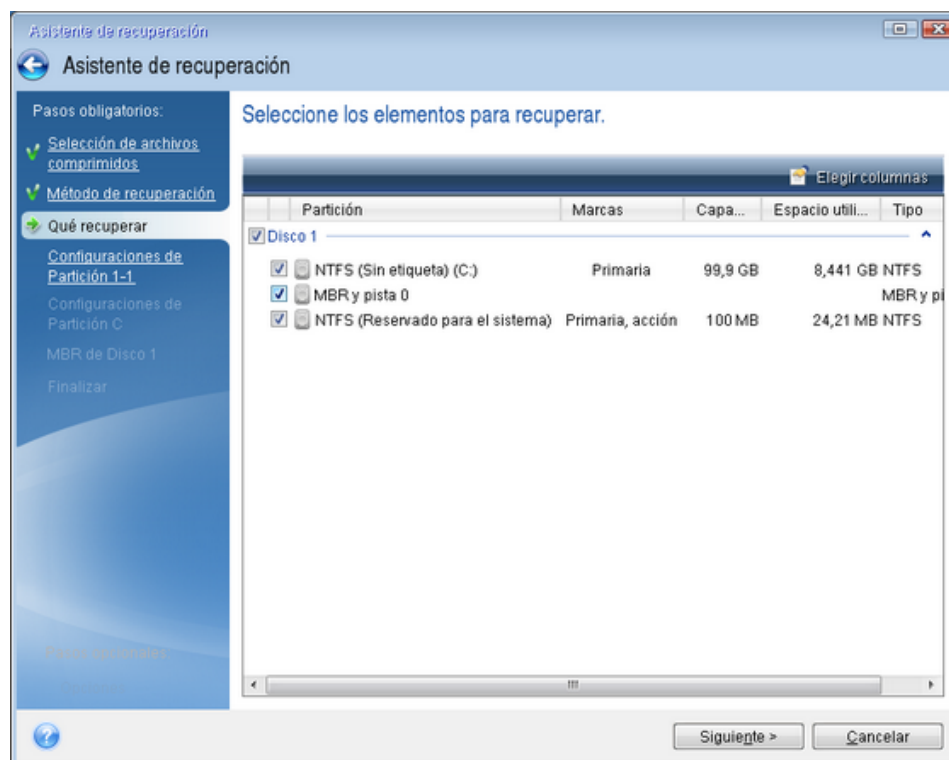 Asistente de recuperación
Asistente de recuperación
Pasos obligatorios:
Selección de archivos
comprimidos
Método de recuperación
Qué recuperar
Configuraciones de
Partición 1-1
Configuraciones de
Partición C
MBR de Disco 1
Finalizar
Seleccione los elementos para recuperar.
Elegir columnas
Partición Marcas Capa... Espacio utili... Tipo
Disco 1
NTFS (Sin etiqueta) (C:) Primaria 99,9 GB 8,441 GB NTFS
MBR y pista 0 MBR y pi
NTFS (Reservado para el sistema) Primaria, acción 100 MB 24,21 MB NTFS
Siguiente >
Cancelar